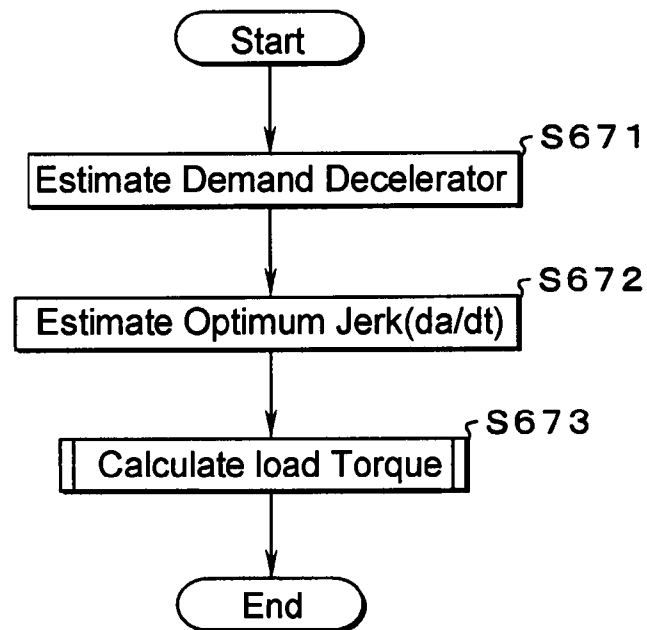 Start
S671
Estimate Demand Decelerator
S672
Estimate Optimum Jerk(da/dt)
S673
Calculate load Torque
End